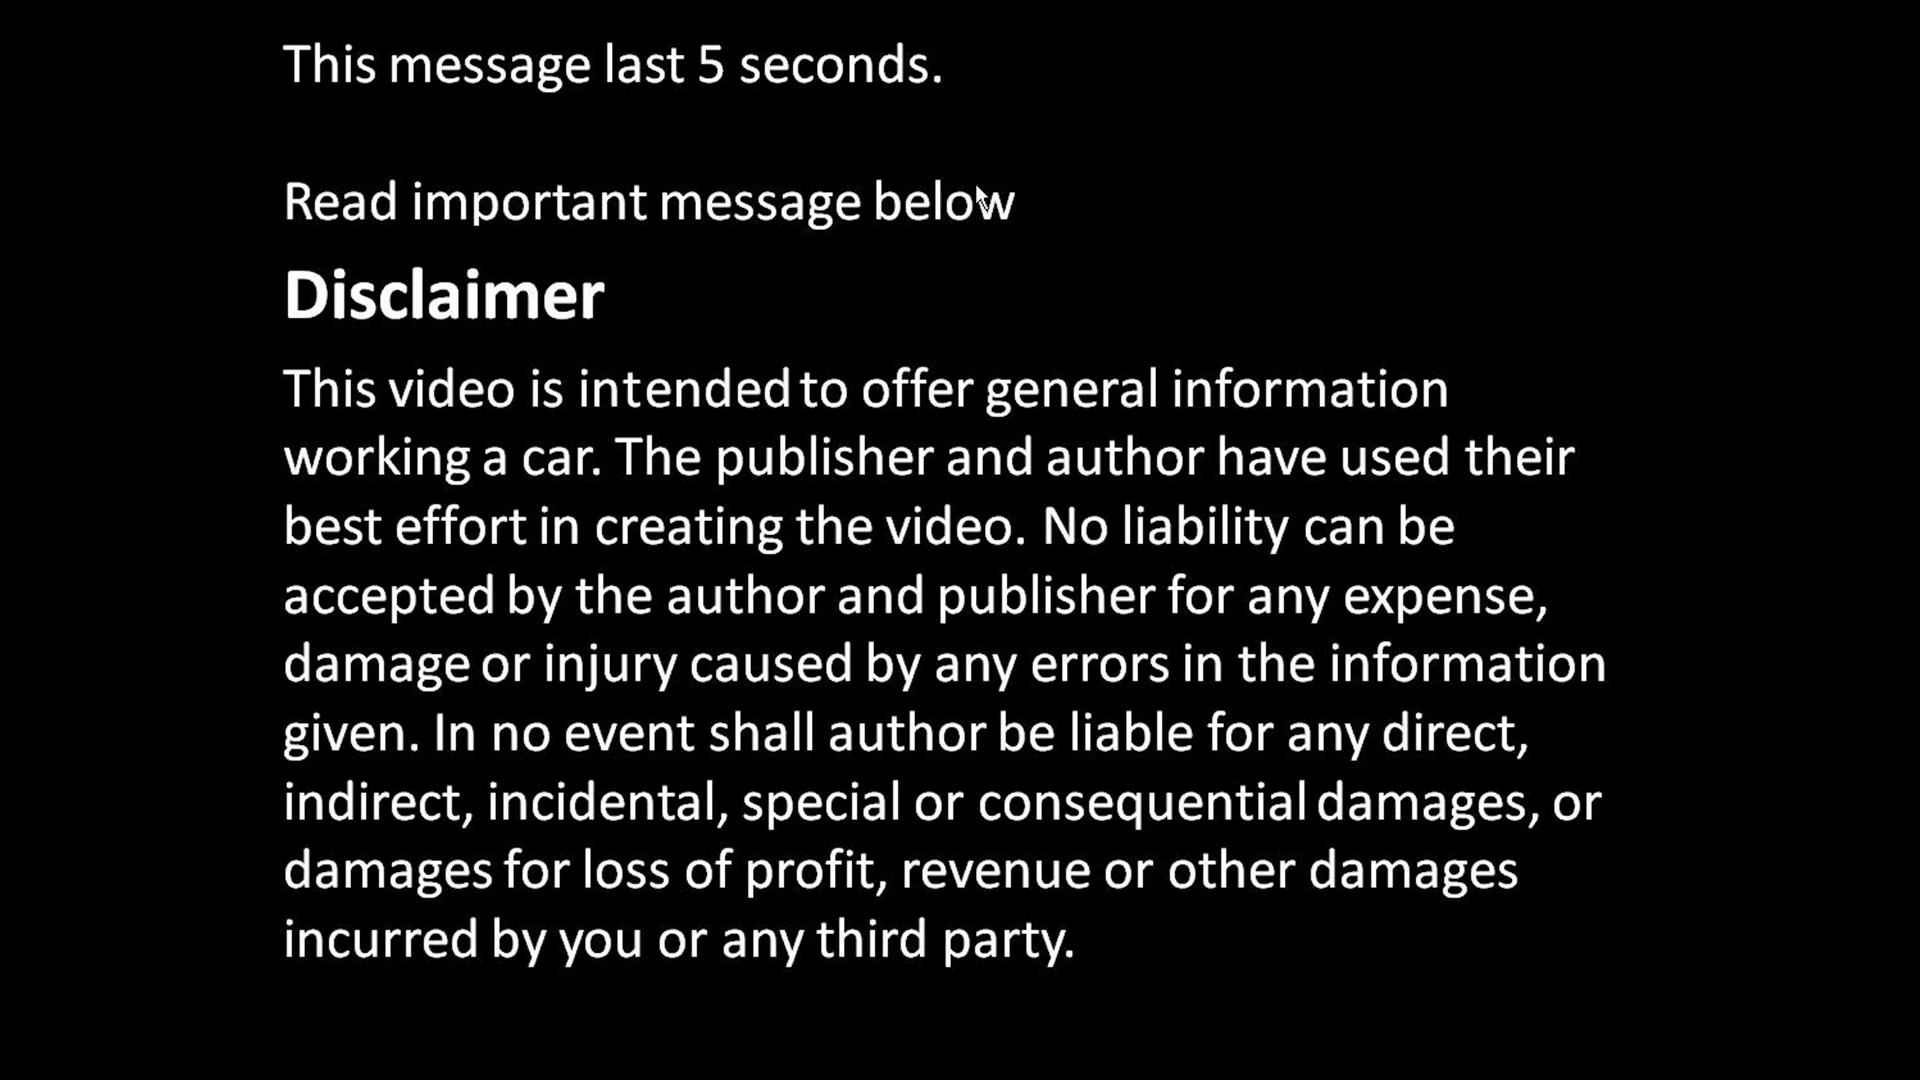 This message last 5 seconds.
Read important message below
Disclaimer
This video is intended to offer general information
working a car. The publisher and author have used their
best effort in creating the video. No liability can be
accepted by the author and publisher for any expense,
damage or injury caused by any errors in the information
given. In no event shall author be liable for any direct,
indirect, incidental, special or consequential damages, or
damages for loss of profit, revenue or other damages
incurred by you or any third party.